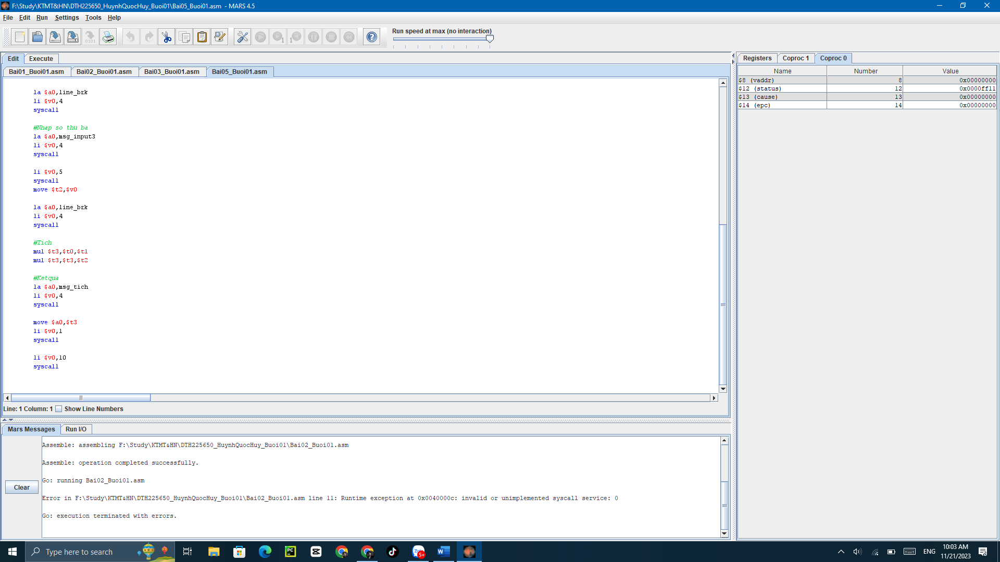 F:\Study\KTMT&HN\DTH225650_HuynhQuocHuy_Buoi01\Bai05_Buoi01.asm - MARS 4.5
File Edit Run Settings Tools Help
Run speed at max (no interaction)
Edit Execute
Bai01_Buoi01.asm Bai02_Buoi01.asm Bai03_Buoi01.asm Bai05_Buoi01.asm
la $a0,line_brk
li $v0,4
syscall
#Nhap so thu ba
la $a0,msg_input3
li $v0,4
syscall
li $v0,5
syscall
move $t2,$v0
la $a0,line_brk
li $v0,4
syscall
#Tich
mul $t3,$t0,$t1
mul $t3,$t3,$t2
#Ketqua
la $a0,msg_tich
li $v0,4
syscall
move $a0,$t3
li $v0,1
syscall
li $v0,10
syscall
Line: 1 Column: 1 Show Line Numbers
Mars Messages Run I/O
Clear
Assemble: assembling F:\Study\KTMT&HN\DTH225650_HuynhQuocHuy_Buoi01\Bai02_Buoi01.asm
Assemble: operation completed successfully.
Go: running Bai02_Buoi01.asm
Error in F:\Study\KTMT&HN\DTH225650_HuynhQuocHuy_Buoi01\Bai02_Buoi01.asm line 11: Runtime exception at 0x0040000c: invalid or unimplemented syscall service: 0
Go: execution terminated with errors.
Registers Coproc 1 Coproc 0
Name Number Value
$8 (vaddr) 8 0x00000000
$12 (status) 12 0x0000ff11
$13 (cause) 13 0x00000000
$14 (epc) 14 0x00000000
Type here to search
PC
5+
W
ENG
10:03 AM
11/21/2023